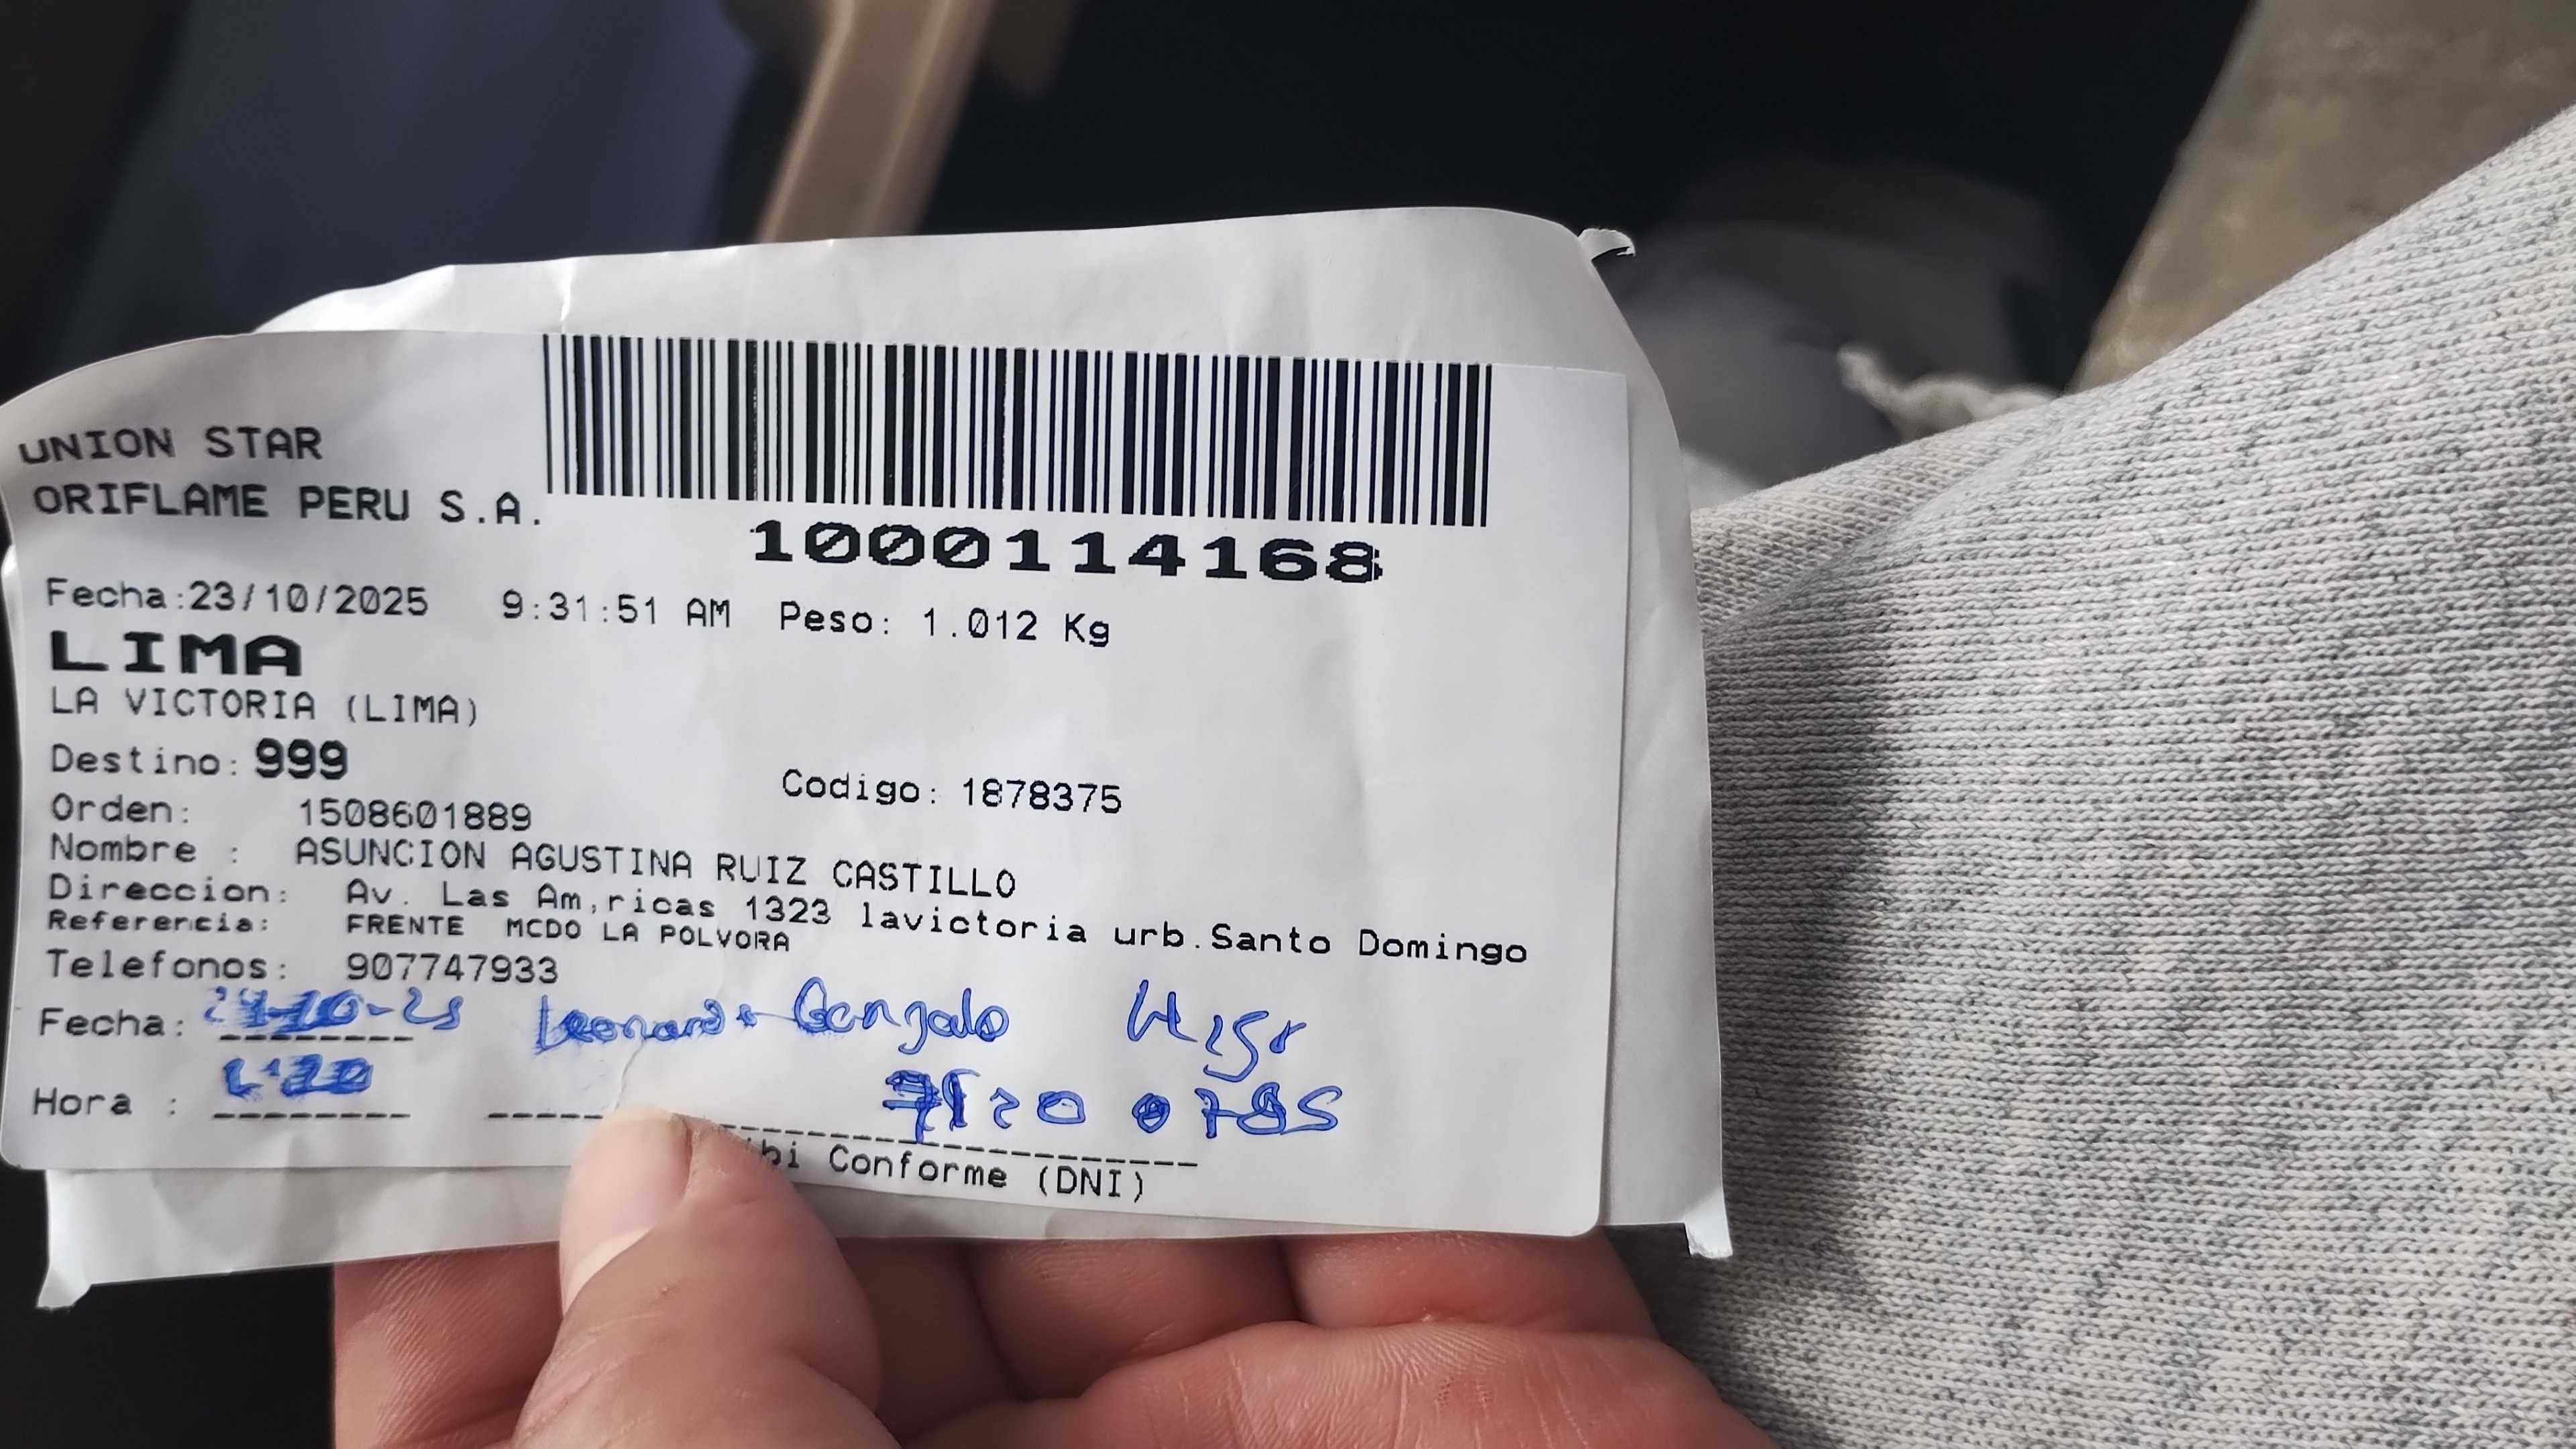 UNION STAR
ORIFLAME PERU S.A.
1000114168
Fecha:23/10/2025 9:31:51 AM Peso: 1.012 Kg
LIMA
LA VICTORIA (LIMA)
Destino: 999 Codigo: 1878375
Orden: 1508601889
Nombre : ASUNCION AGUSTINA RUIZ CASTILLO
Direccion: Av. Las Am,ricas 1323 lavictoria urb.Santo Domingo
Referencia: FRENTE MCDO LA POLVORA
Telefonos: 907747933
Fecha: Leonardo Gonzalo
Hora :
bi Conforme (DNI)